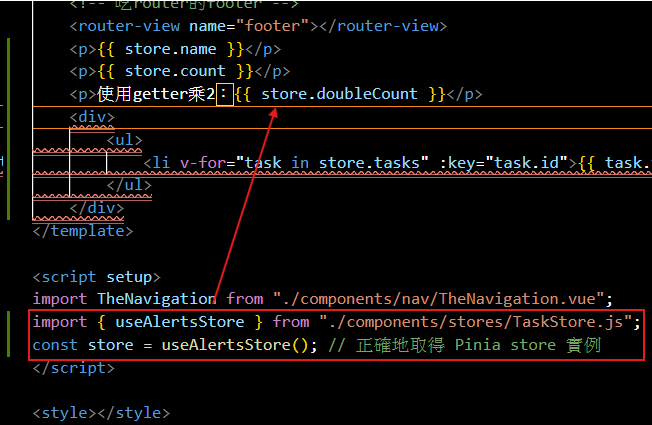 <!-- 吃router的footer -->
<router-view name="footer"></router-view>
<p>{{ store.name }}</p>
<p>{{ store.count }}</p>
<p>使用getter乘2：{{ store.doubleCount }}</p>
<div>
<ul>
<li v-for="task in store.tasks" :key="task.id">{{ task.
</ul>
</div>
</template>
<script setup>
import TheNavigation from "./components/nav/TheNavigation.vue";
import { useAlertsStore } from "./components/stores/TaskStore.js";
const store = useAlertsStore(); // 正確地取得 Pinia store 實例
</script>
<style></style>